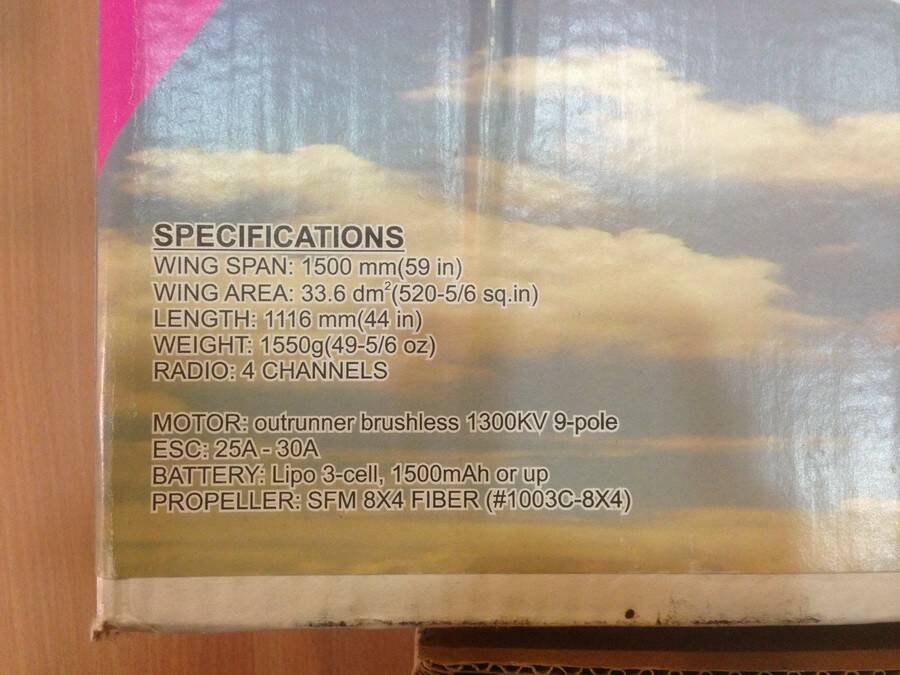 SPECIFICATIONS
WING SPAN: 1500 mm(59 in)
WING AREA: 33.6 dm²(520-5/6 sq.in)
LENGTH: 1116 mm(44 in)
WEIGHT: 1550g(49-5/6 oz)
RADIO: 4 CHANNELS
MOTOR: outrunner brushless 1300KV 9-pole
ESC: 25A - 30A
BATTERY: Lipo 3-cell, 1500mAh or up
PROPELLER: SFM 8X4 FIBER (#1003C-8X4)